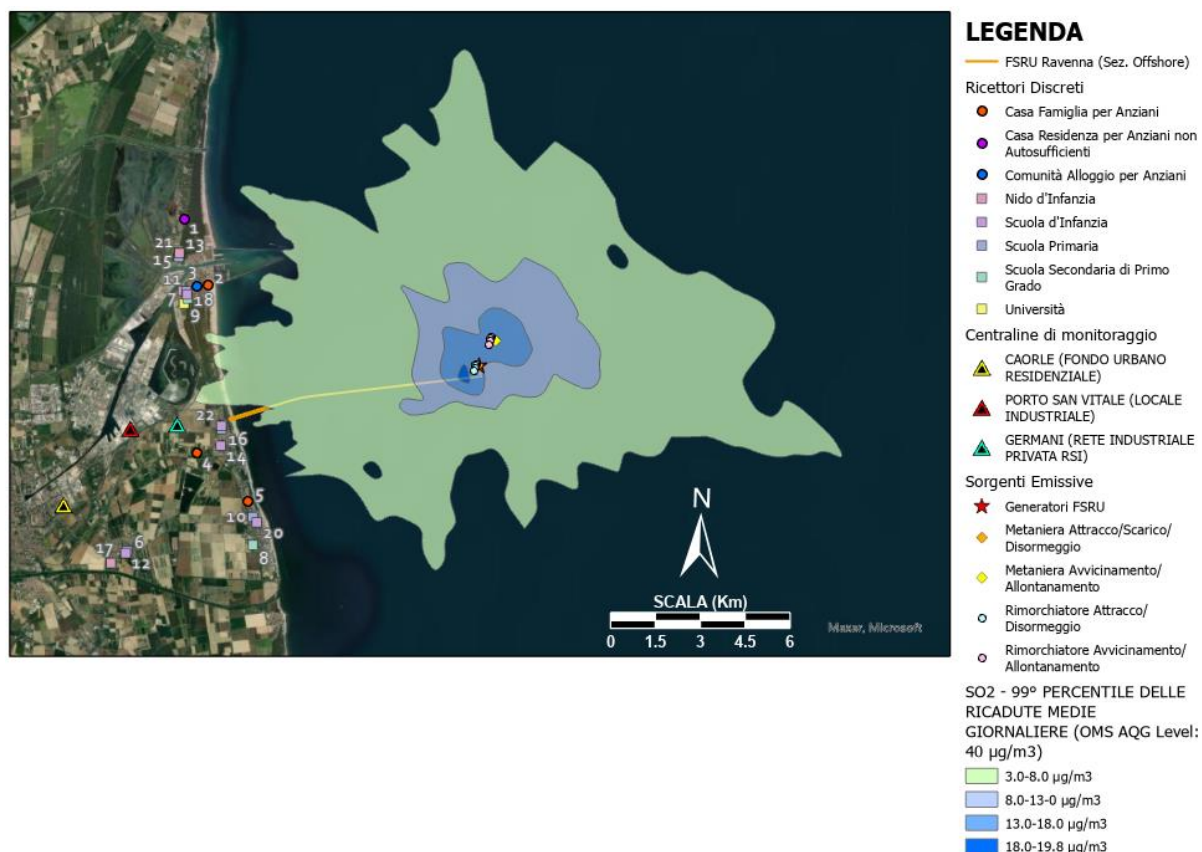 1
21
13
15
3
2
11
7
18
9
22
16
14
4
5
10
20
8
6
17
12
N
SCALA (Km)
0 1.5 3 4.5 6
Maxar, Microsoft
LEGENDA
FSRU Ravenna (Sez. Offshore)
Ricettori Discreti
Casa Famiglia per Anziani
Casa Residenza per Anziani non
Autosufficienti
Comunità Alloggio per Anziani
Nido d'Infanzia
Scuola d'Infanzia
Scuola Primaria
Scuola Secondaria di Primo
Grado
Università
Centraline di monitoraggio
CAORLE (FONDO URBANO
RESIDENZIALE)
PORTO SAN VITALE (LOCALE
INDUSTRIALE)
GERMANI (RETE INDUSTRIALE
PRIVATA RSI)
Sorgenti Emissive
Generatori FSRU
Metaniera Attracco/Scarico/
Disormeggio
Metaniera Avvicinamento/
Allontanamento
Rimorchiatore Attracco/
Disormeggio
Rimorchiatore Avvicinamento/
Allontanamento
SO2 - 99° PERCENTILE DELLE
RICADUTE MEDIE
GIORNALIERE (OMS AQG Level:
40 µg/m3)
3.0-8.0 µg/m3
8.0-13-0 µg/m3
13.0-18.0 µg/m3
18.0-19.8 µg/m3